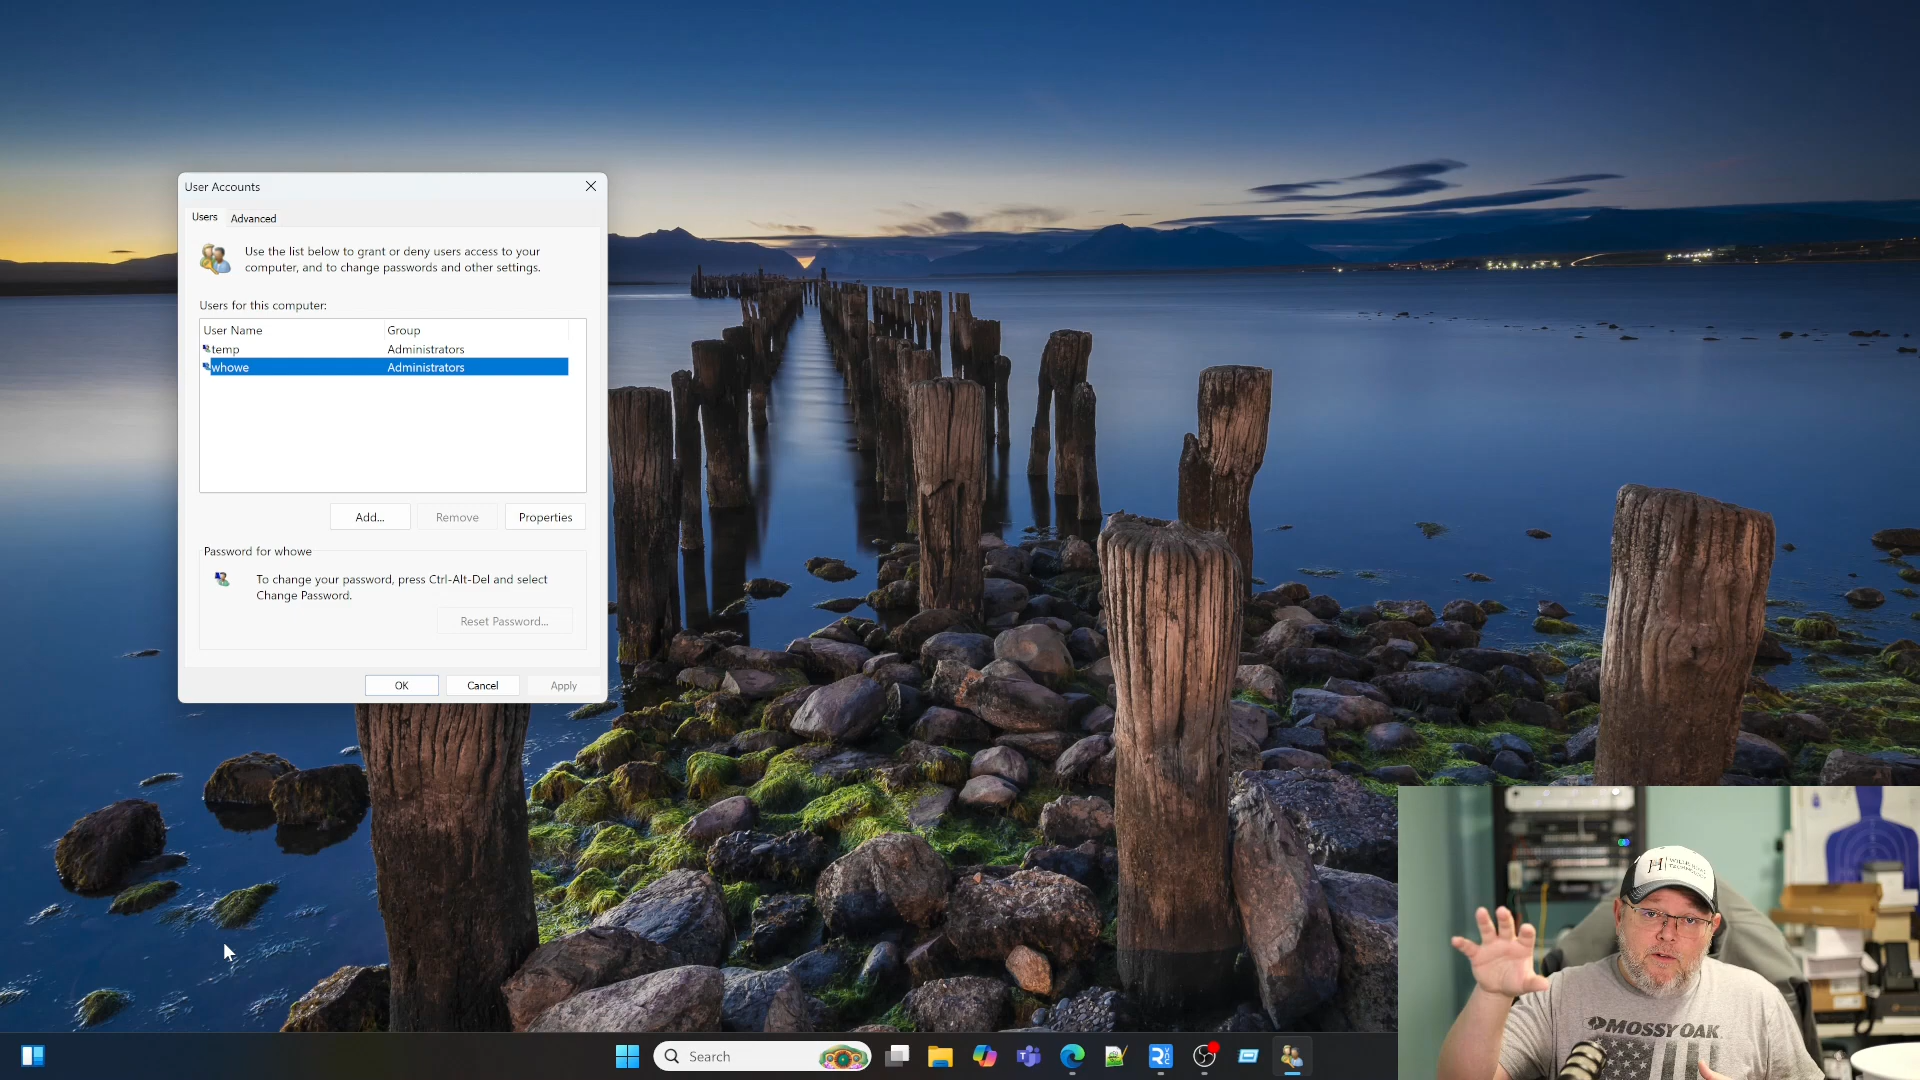 User Accounts
Users
Advanced
Use the list below to grant or deny users access to your
computer, and to change passwords and other settings.
Users for this computer:
User Name
Group
temp
Administrators
whowe
Administrators
Add...
Remove
Properties
Password for whowe
To change your password, press Ctrl-Alt-Del and select
Change Password.
Reset Password...
OK
Cancel
Apply
Search
H
MOSSY OAK